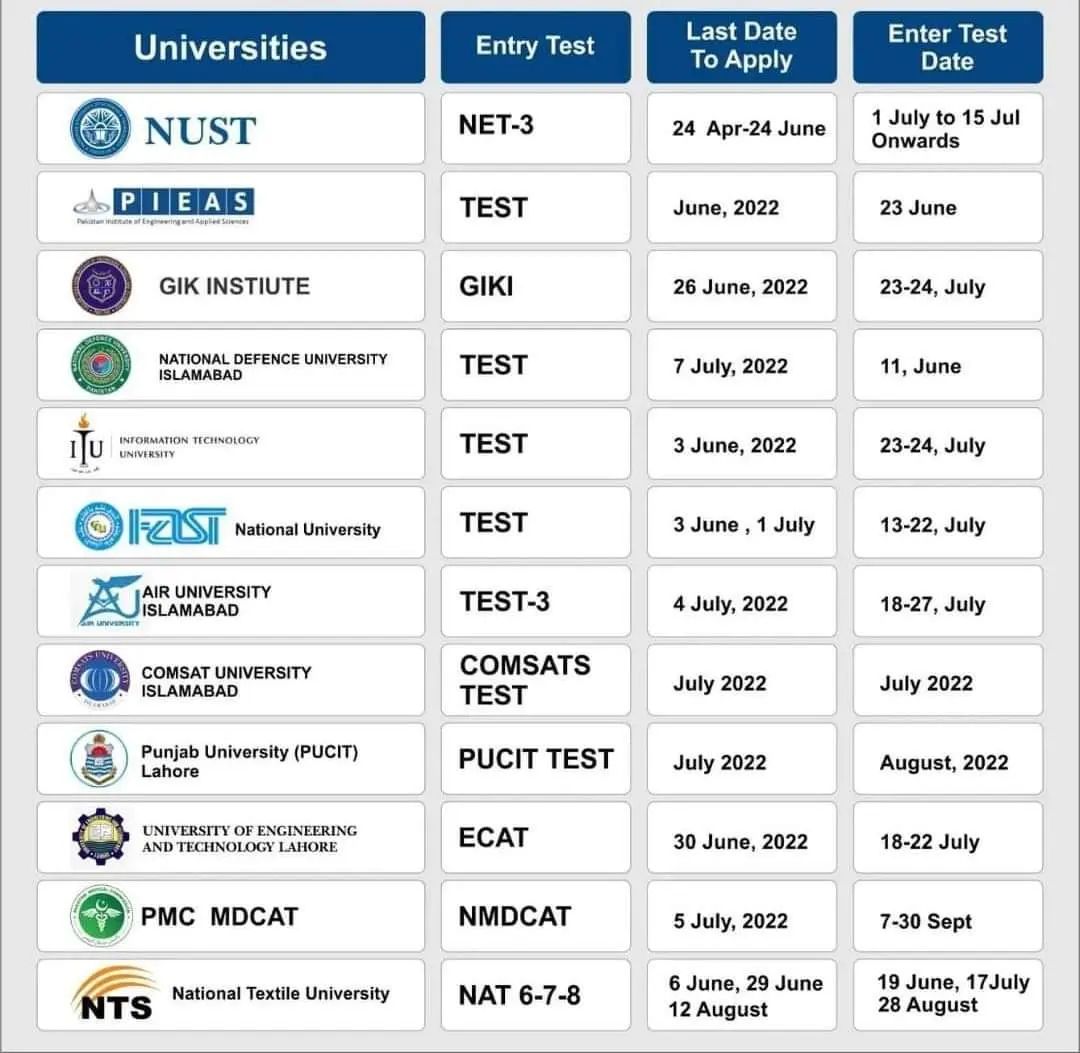 Universities
Entry Test
Last Date
To Apply
Enter Test
Date
NUST
NET-3
24 Apr-24 June
1 July to 15 Jul
Onwards
PIEAS
Pakistan Institute of Engineering and Applied Sciences
TEST
June, 2022
23 June
GIK INSTIUTE
GIKI
26 June, 2022
23-24, July
NATIONAL DEFENCE UNIVERSITY
ISLAMABAD
TEST
7 July, 2022
11, June
ITU
INFORMATION TECHNOLOGY
UNIVERSITY
TEST
3 June, 2022
23-24, July
FAST National University
TEST
3 June , 1 July
13-22, July
AIR UNIVERSITY
ISLAMABAD
AIR UNIVERSITY
TEST-3
4 July, 2022
18-27, July
COMSAT UNIVERSITY
ISLAMABAD
COMSATS
TEST
July 2022
July 2022
Punjab University (PUCIT)
Lahore
PUCIT TEST
July 2022
August, 2022
UNIVERSITY OF ENGINEERING
AND TECHNOLOGY LAHORE
ECAT
30 June, 2022
18-22 July
PMC MDCAT
NMDCAT
5 July, 2022
7-30 Sept
NTS
National Textile University
NAT 6-7-8
6 June, 29 June
12 August
19 June, 17July
28 August